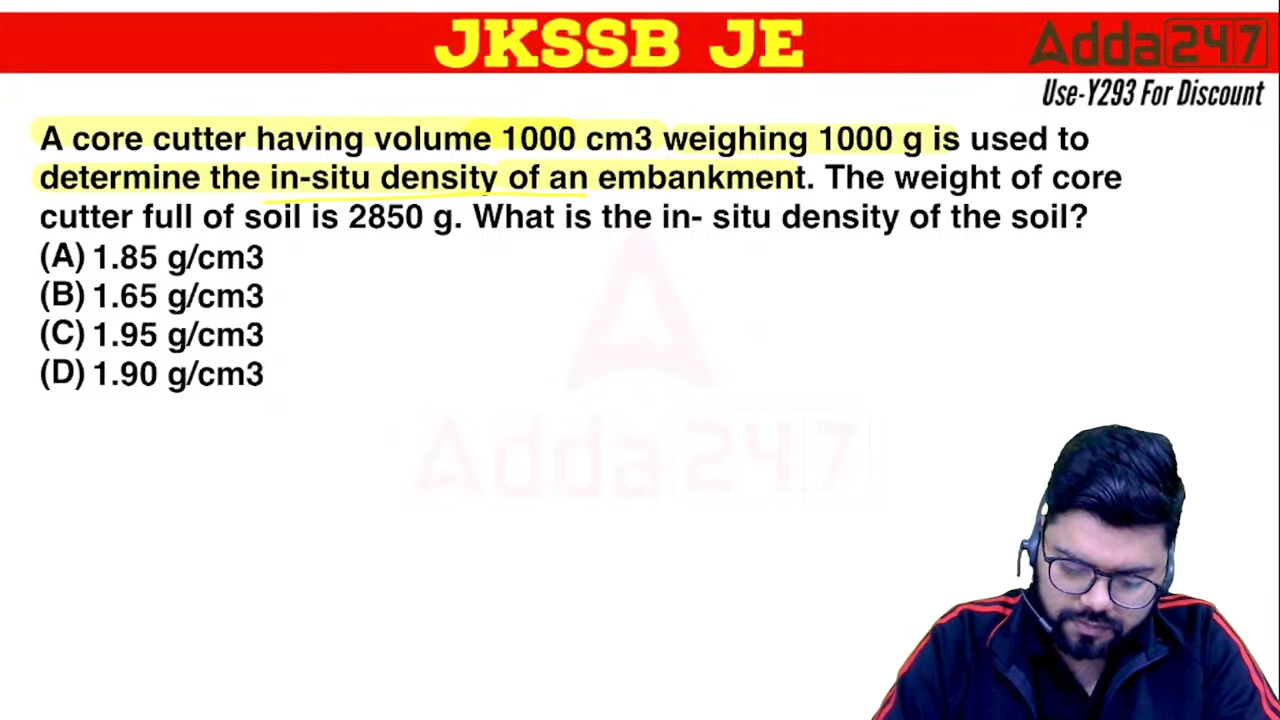 JKSSB JE
Adda247
Use-Y293 For Discount
A core cutter having volume 1000 cm3 weighing 1000 g is used to
determine the in-situ density of an embankment. The weight of core
cutter full of soil is 2850 g. What is the in- situ density of the soil?
(A) 1.85 g/cm3
(B) 1.65 g/cm3
(C) 1.95 g/cm3
(D) 1.90 g/cm3
Adda247